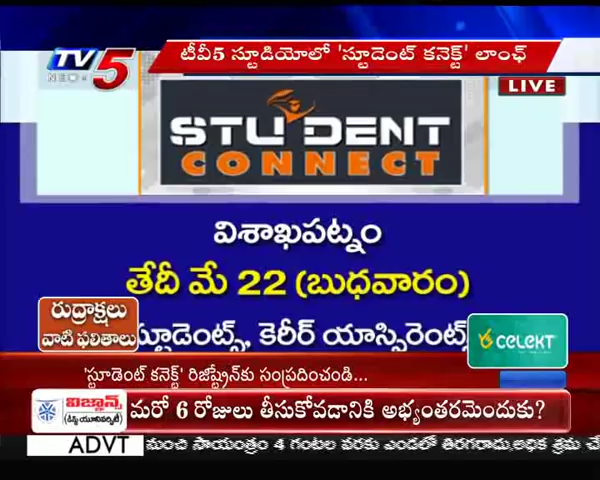 TV5
NEWS
టీవీ5 స్టూడియోలో 'స్టూడెంట్ కనెక్ట్' లాంఛ్
LIVE
STUDENT
CONNECT
విశాఖపట్నం
తేదీ మే 22 (బుధవారం)
స్టూడెంట్స్, కెరీర్ యాస్పిరెంట్స్
రుద్రాక్షలు
వాటి ఫలితాలు
CELEKT
'స్టూడెంట్ కనెక్ట్' రిజిష్ట్రేన్‌కు సంప్రదించండి...
విజ్ఞాన్స్
(డీమ్డ్ యూనివర్సిటీ)
మరో 6 రోజులు తీసుకోవడానికి అభ్యంతరమెందుకు?
ADVT
నుంచి సాయంత్రం 4 గంటల వరకు ఎండలో తిరగరాదు,అధిక శ్రమ చే